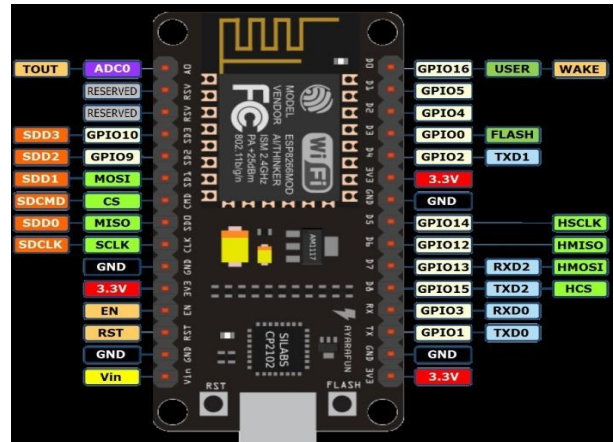 TOUT ADC0 A0 D0 GPIO16 USER WAKE
RESERVED RSV D1 GPIO5
RESERVED RSV D2 GPIO4
SDD3 GPIO10 SD3 D3 GPIO0 FLASH
SDD2 GPIO9 SD2 D4 GPIO2 TXD1
SDD1 MOSI SD1 3V3 3.3V
SDCMD CS CMD GND GND
SDD0 MISO SD0 D5 GPIO14 HSCLK
SDCLK SCLK CLK D6 GPIO12 HMISO
GND GND D7 GPIO13 RXD2 HMOSI
3.3V 3V3 D8 GPIO15 TXD2 HCS
EN EN RX GPIO3 RXD0
RST RST TX GPIO1 TXD0
GND GND GND GND
Vin Vin 3V3 3.3V
MODEL ESP8266MOD
VENDOR AI/THINKER
ISM 2.4GHz
PA +25dBm
802.11b/g/n
FC
WiFi
AM1117
SILABS
CP2102
AYARAFUN
RST
FLASH